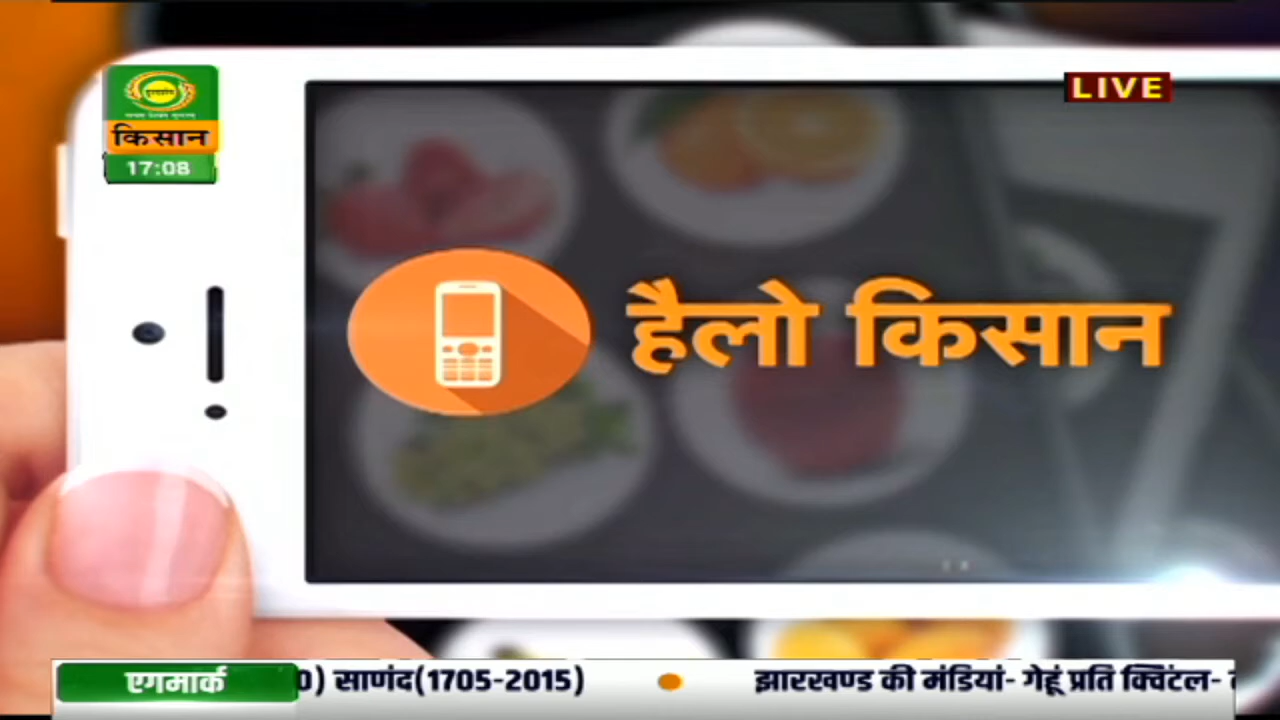 LIVE
किसान
17:08
हैलो किसान
एगमार्क
0) साणंद(1705-2015) झारखण्ड की मंडियां- गेहूं प्रति क्विंटल-